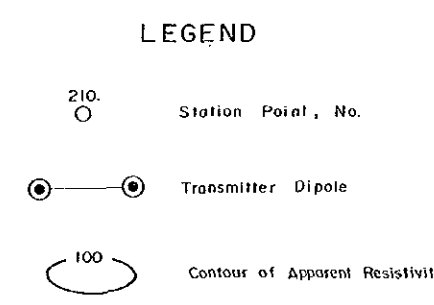 LEGEND
210.
Station Point, No.
Transmitter Dipole
100
Contour of Apparent Resistivit